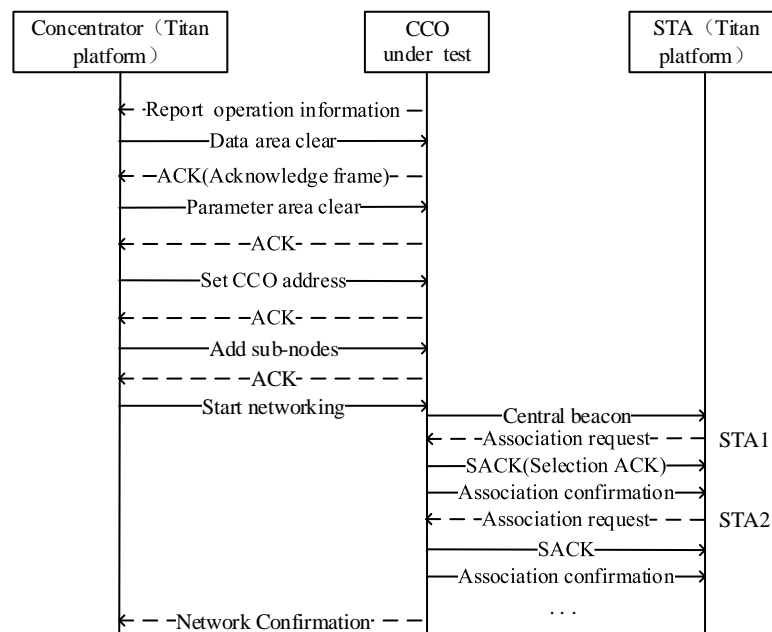 Concentrator（Titan
platform）
CCO
under test
STA（Titan
platform）
Report operation information
Data area clear
ACK(Acknowledge frame)
Parameter area clear
ACK
Set CCO address
ACK
Add sub-nodes
ACK
Start networking
Central beacon
Association request
STA1
SACK(Selection ACK)
Association confirmation
Association request
STA2
SACK
Association confirmation
...
Network Confirmation